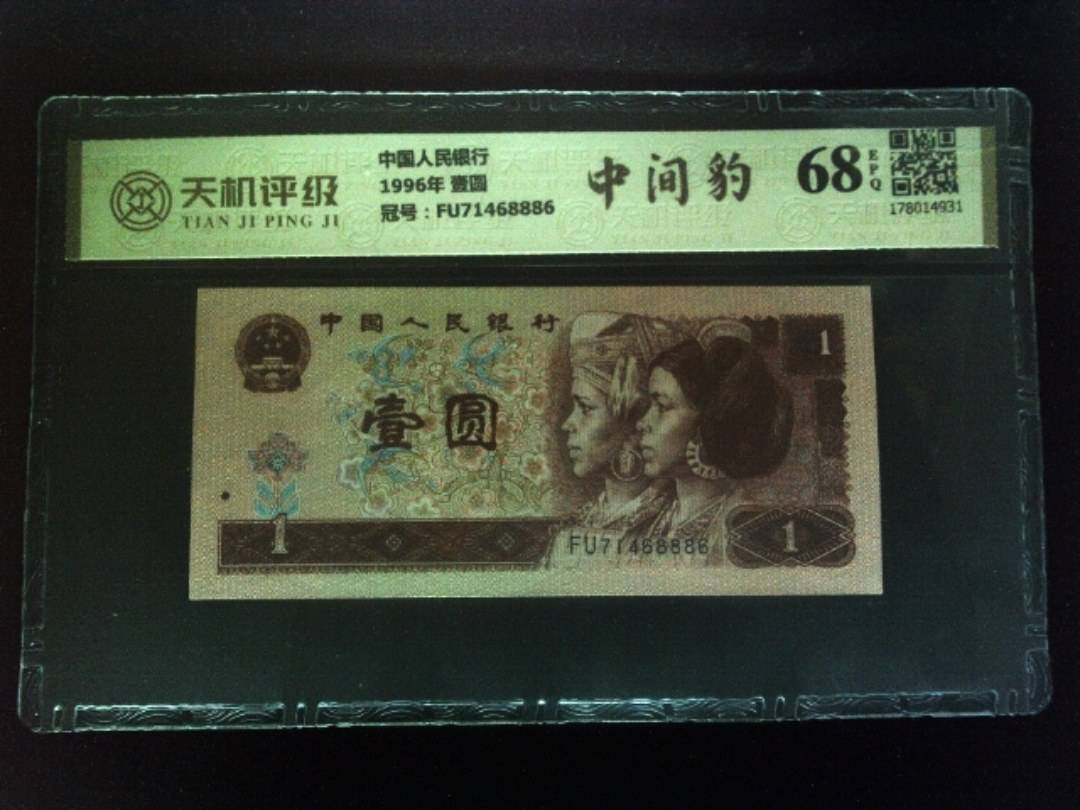 天机评级
TIAN JI PING JI
中国人民银行
1996年 壹圆
冠号：FU71468886
中间豹
68
EPQ
178014931
中国人民银行
壹圆
1
1
FU71468886
1